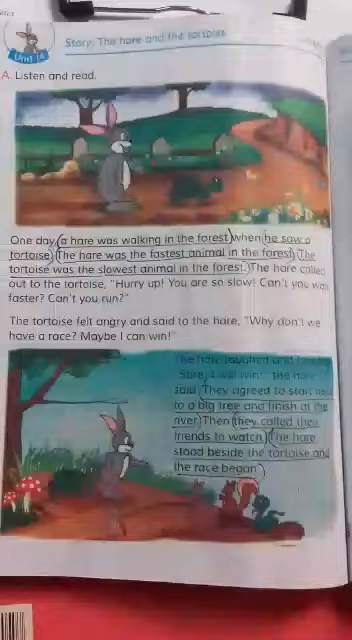 Unit 14
Story: The hare and the tortoise
A. Listen and read.
One day, a hare was walking in the forest when he saw a
tortoise. The hare was the fastest animal in the forest. The
tortoise was the slowest animal in the forest. The hare called
out to the tortoise, "Hurry up! You are so slow! Can't you
faster? Can't you run?"
The tortoise felt angry and said to the hare, "Why don't we
have a race? Maybe I can win!"
The hare laughed and
"Sure, I will win!" the hare
said. They agreed to start
to a big tree and finish at the
river. Then they called their
friends to watch. The hare
stood beside the tortoise and
the race began.